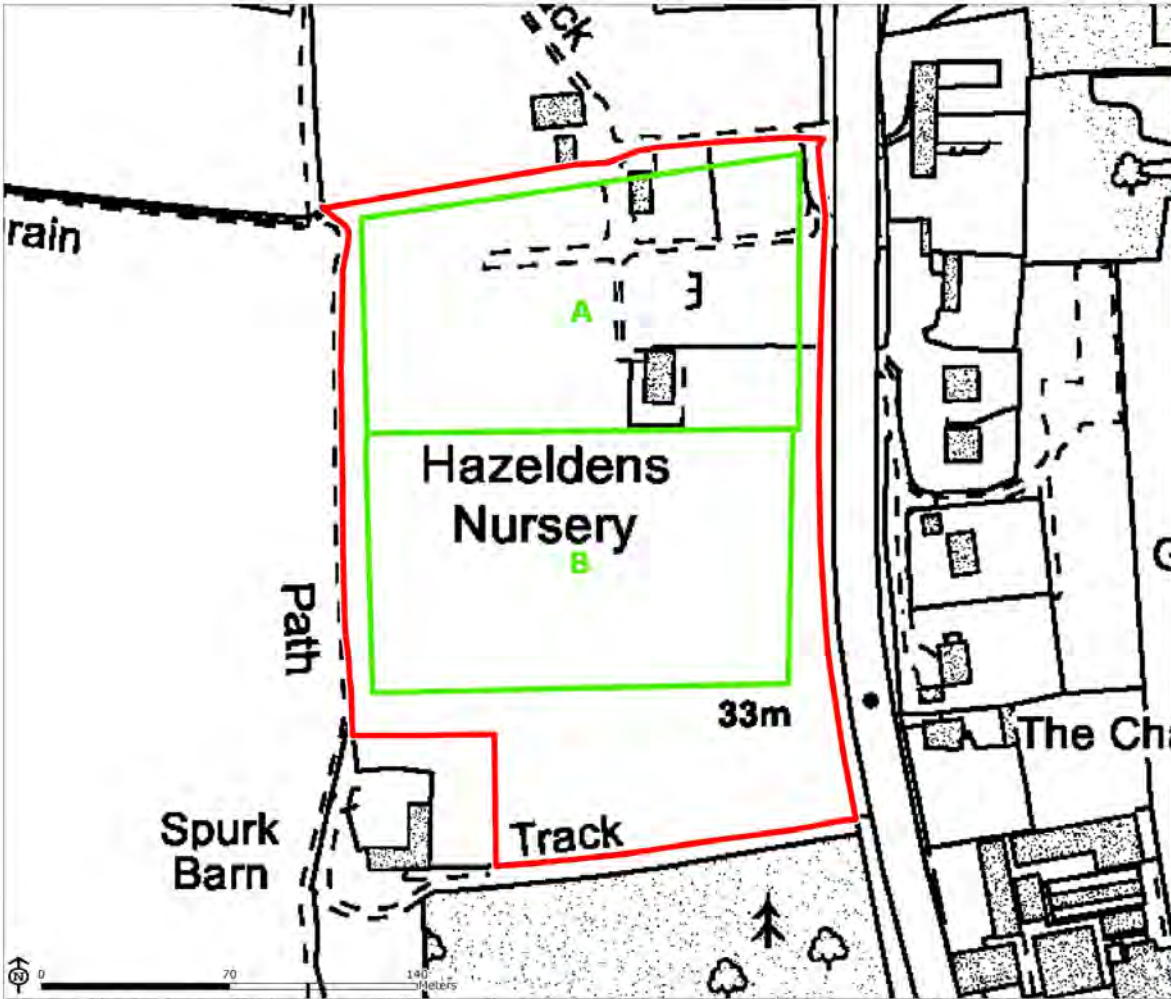 ck
rain
A
Hazeldens
Nursery
B
Path
33m
The Cha
Spurk
Barn
Track
G
N
0 70 140
Meters